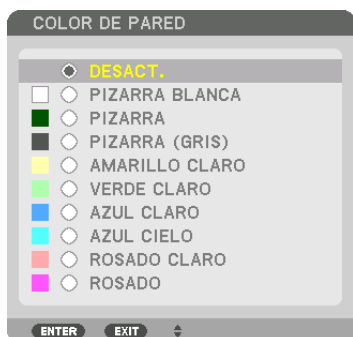 COLOR DE PARED
DESACT.
PIZARRA BLANCA
PIZARRA
PIZARRA (GRIS)
AMARILLO CLARO
VERDE CLARO
AZUL CLARO
AZUL CIELO
ROSADO CLARO
ROSADO
ENTER EXIT